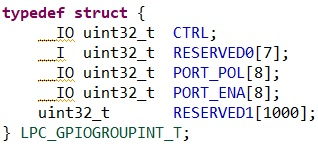 typedef struct {
__IO uint32_t CTRL;
__I uint32_t RESERVED0[7];
__IO uint32_t PORT_POL[8];
__IO uint32_t PORT_ENA[8];
uint32_t RESERVED1[1000];
} LPC_GPIOGROUPINT_T;